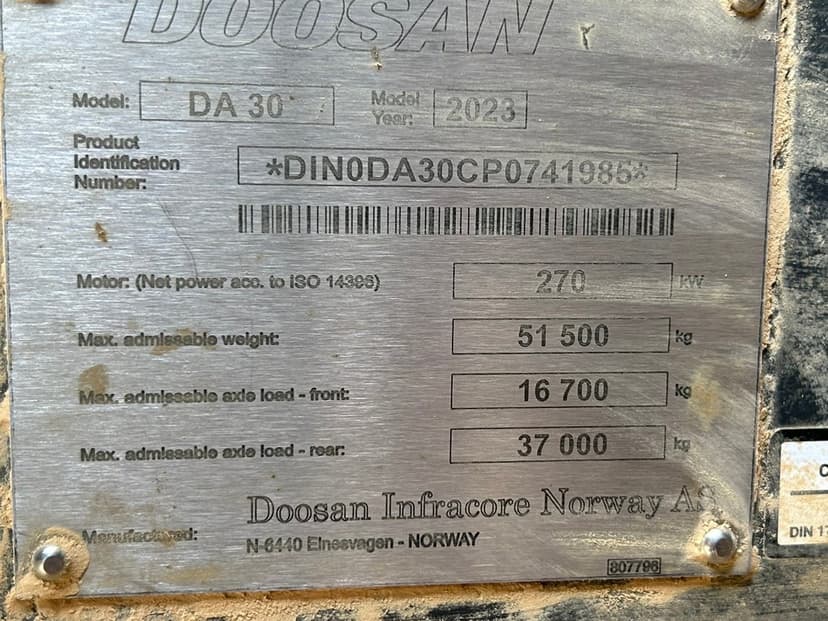 DOOSAN
Model: DA 30
Model Year: 2023
Product Identification Number: *DIN0DA30CP0741985*
Motor: (Net power acc. to ISO 14396) 270 kW
Max. admissable weight: 51 500 kg
Max. admissable axle load - front: 16 700 kg
Max. admissable axle load - rear: 37 000 kg
Manufactured: Doosan Infracore Norway AS
N-6440 Elnesvagen - NORWAY
807796
DIN